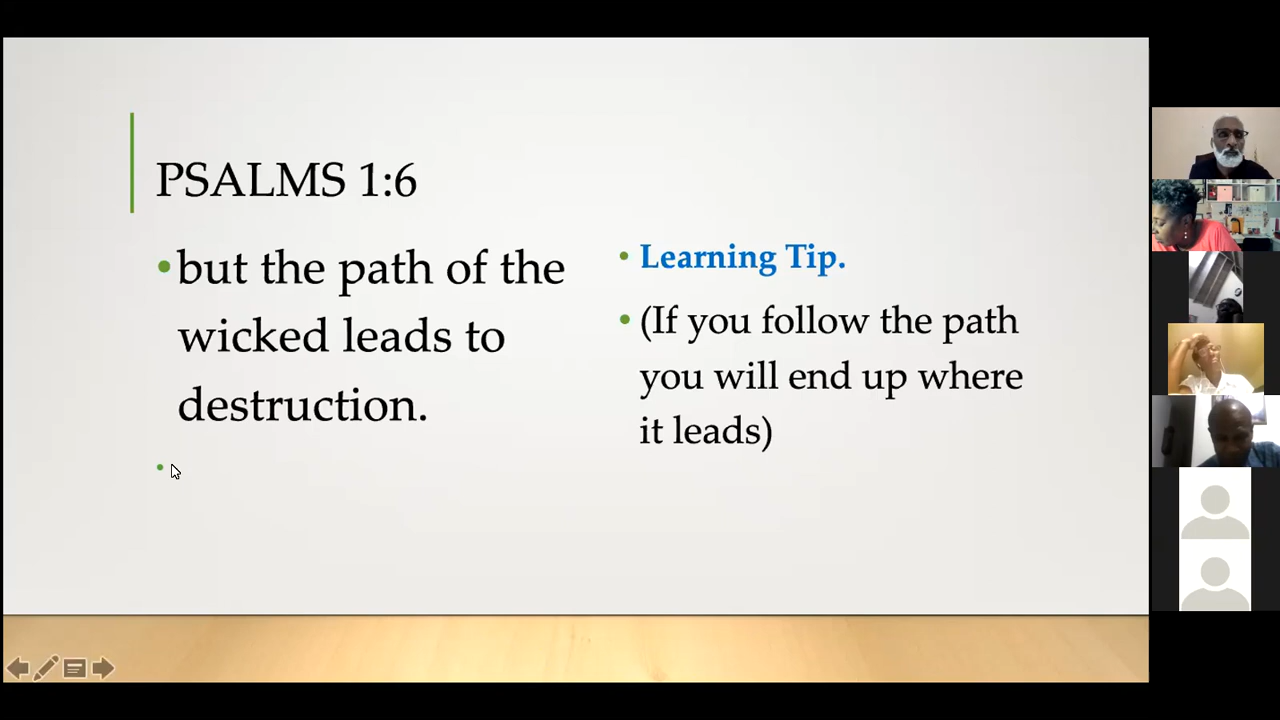 PSALMS 1:6
but the path of the
wicked leads to
destruction.
Learning Tip.
(If you follow the path
you will end up where
it leads)